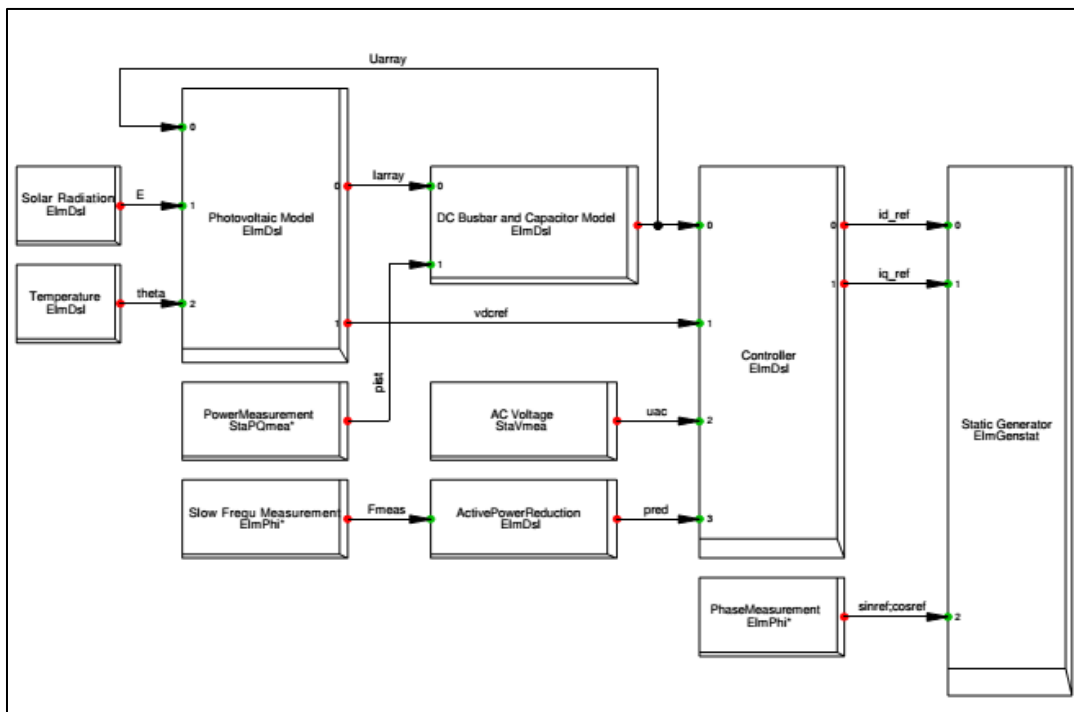 Uarray
0
Solar Radiation
ElmDsl
E
1
Temperature
ElmDsl
theta
2
Photovoltaic Model
ElmDsl
0
1
Iarray
0
1
DC Busbar and Capacitor Model
ElmDsl
vdcref
pist
PowerMeasurement
StaPQmea*
AC Voltage
StaVmea
uac
Slow Frequ Measurement
ElmPhi*
Fmeas
ActivePowerReduction
ElmDsl
pred
0
1
2
3
Controller
ElmDsl
0
1
id_ref
iq_ref
PhaseMeasurement
ElmPhi*
sinref;cosref
0
1
2
Static Generator
ElmGenstat